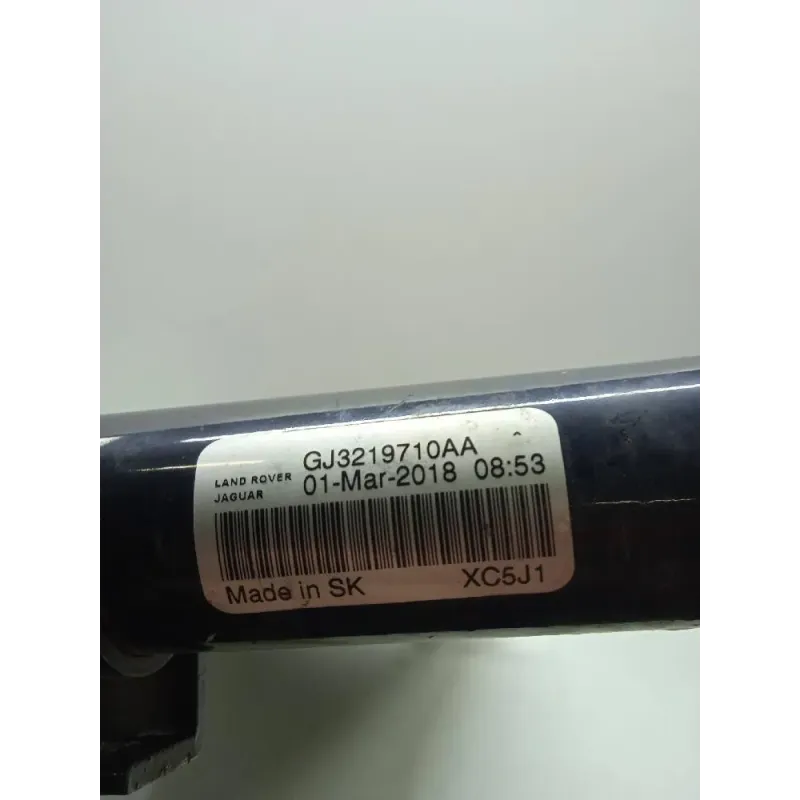 GJ3219710AA
LAND ROVER 01-Mar-2018 08:53
JAGUAR
Made in SK XC5J1